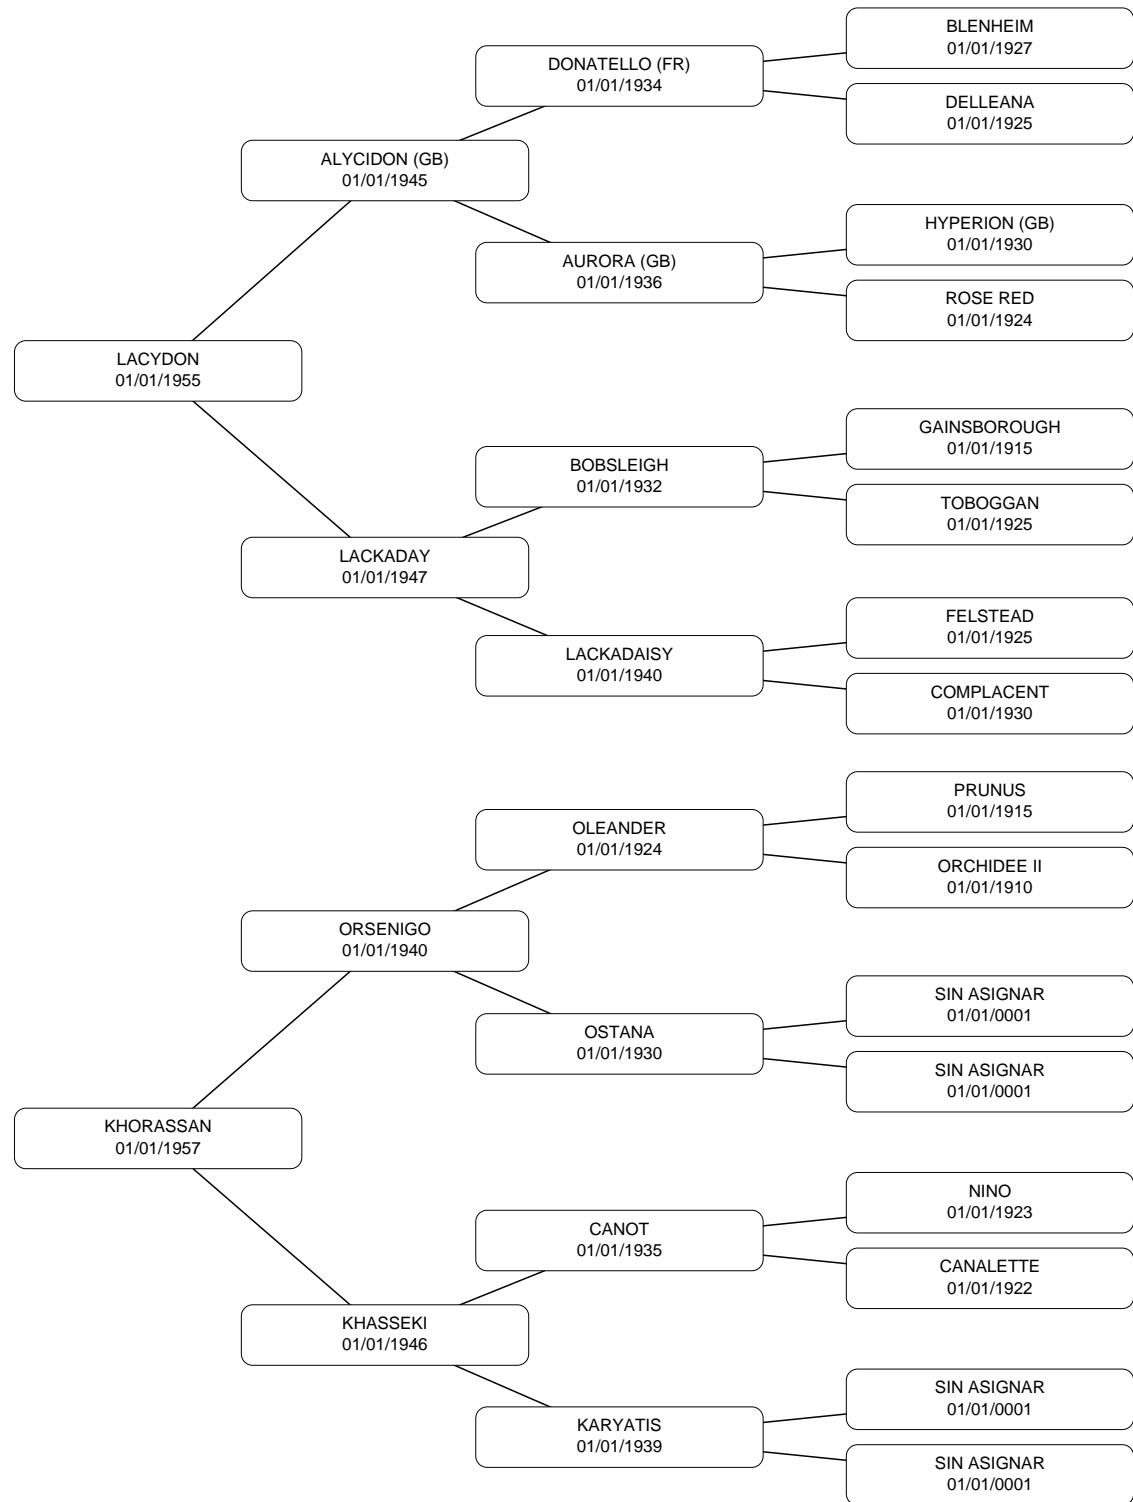 BLENHEIM
01/01/1927
DONATELLO (FR)
01/01/1934
DELLEANA
01/01/1925
ALYCIDON (GB)
01/01/1945
HYPERION (GB)
01/01/1930
AURORA (GB)
01/01/1936
ROSE RED
01/01/1924
LACYDON
01/01/1955
GAINSBOROUGH
01/01/1915
BOBSLEIGH
01/01/1932
TOBOGGAN
01/01/1925
LACKADAY
01/01/1947
FELSTEAD
01/01/1925
LACKADAISY
01/01/1940
COMPLACENT
01/01/1930
PRUNUS
01/01/1915
OLEANDER
01/01/1924
ORCHIDEE II
01/01/1910
ORSENIGO
01/01/1940
SIN ASIGNAR
01/01/0001
OSTANA
01/01/1930
SIN ASIGNAR
01/01/0001
KHORASSAN
01/01/1957
NINO
01/01/1923
CANOT
01/01/1935
CANALETTE
01/01/1922
KHASSEKI
01/01/1946
SIN ASIGNAR
01/01/0001
KARYATIS
01/01/1939
SIN ASIGNAR
01/01/0001